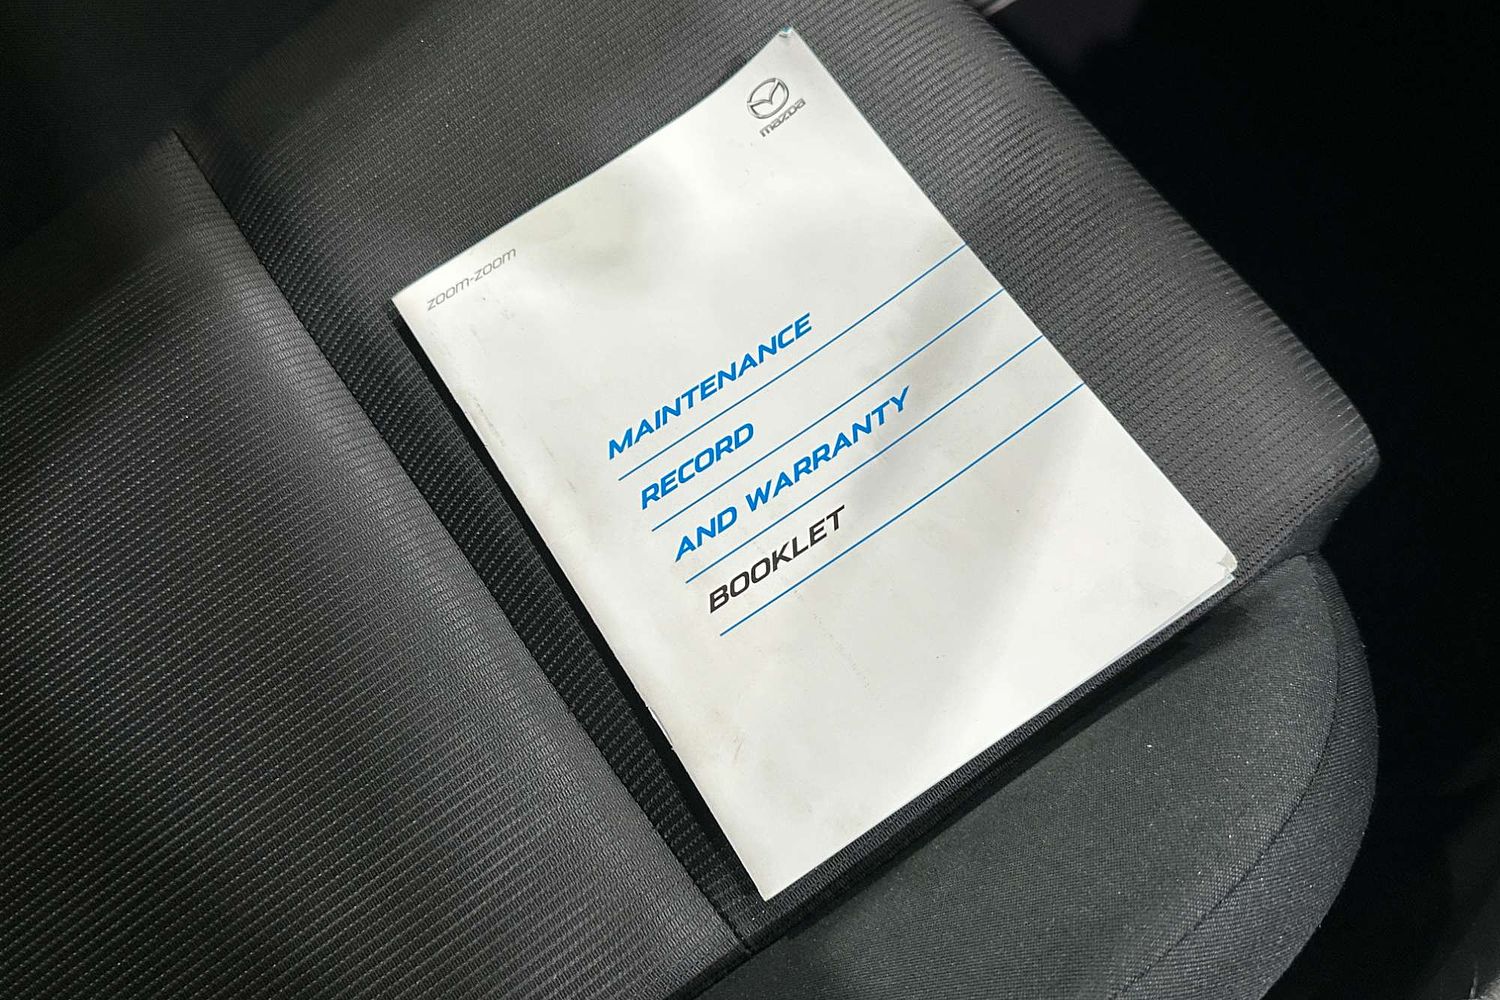 mazda
zoom-zoom
MAINTENANCE
RECORD
AND WARRANTY
BOOKLET